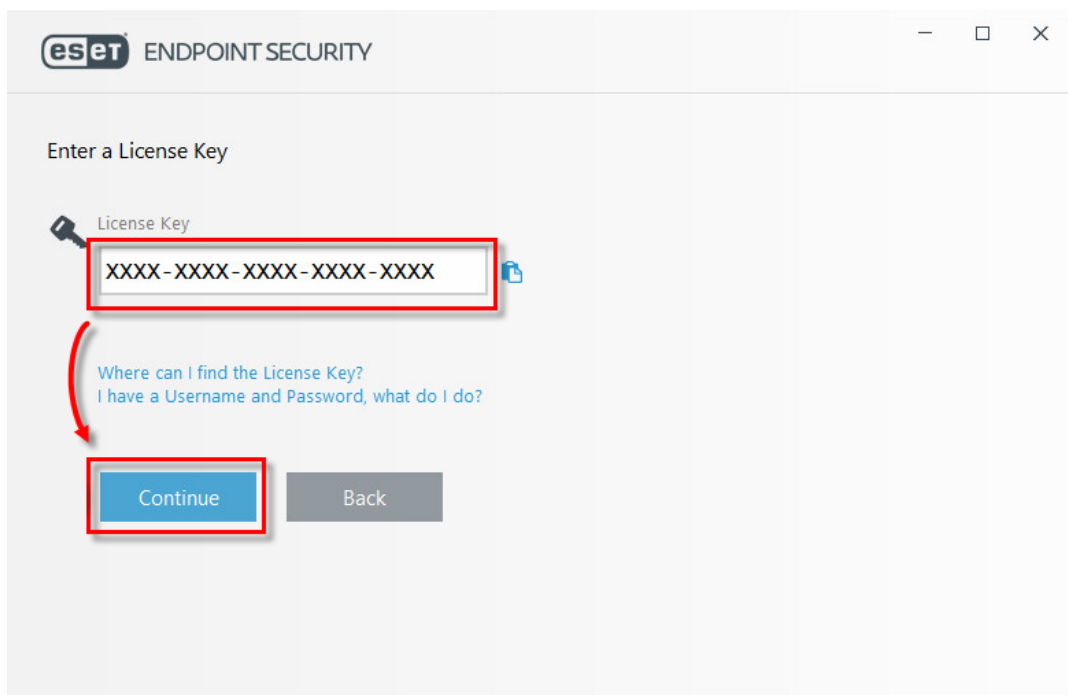 eset ENDPOINT SECURITY
Enter a License Key
License Key
XXXX-XXXX-XXXX-XXXX-XXXX
Where can I find the License Key?
I have a Username and Password, what do I do?
Continue Back